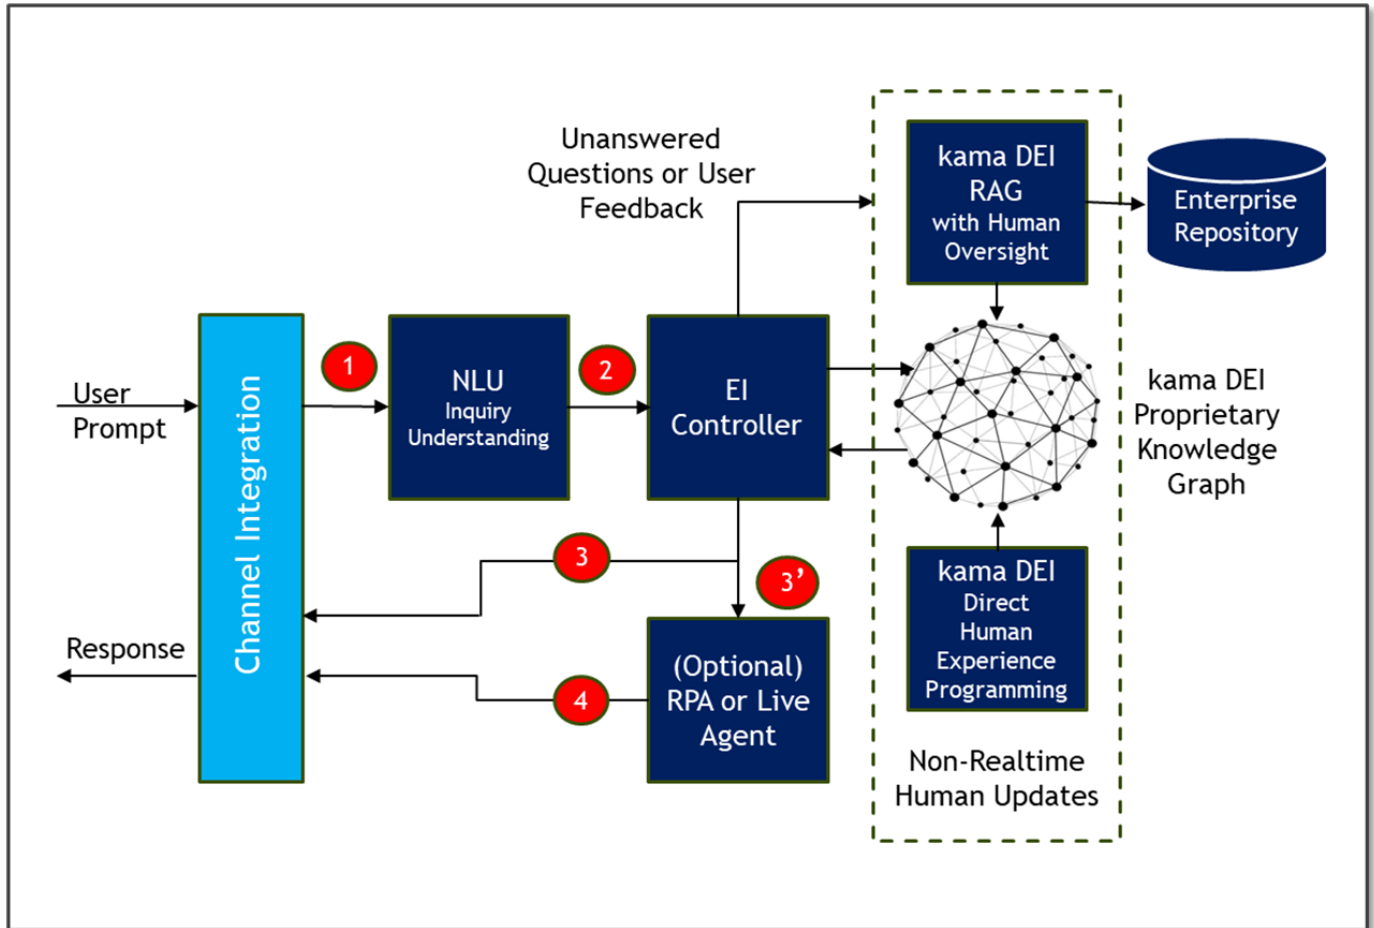 Unanswered
Questions or User
Feedback
kama DEI
RAG
with Human
Oversight
Enterprise
Repository
User
Prompt
Channel Integration
1
NLU
Inquiry
Understanding
2
EI
Controller
kama DEI
Proprietary
Knowledge
Graph
3
3’
kama DEI
Direct
Human
Experience
Programming
Response
4
(Optional)
RPA or Live
Agent
Non-Realtime
Human Updates